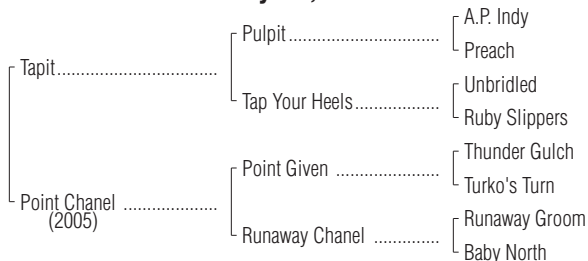 A.P. Indy
Pulpit
Preach
Tapit
Unbridled
Tap Your Heels
Ruby Slippers
Thunder Gulch
Point Given
Turko's Turn
Point Chanel
(2005)
Runaway Groom
Runaway Chanel
Baby North